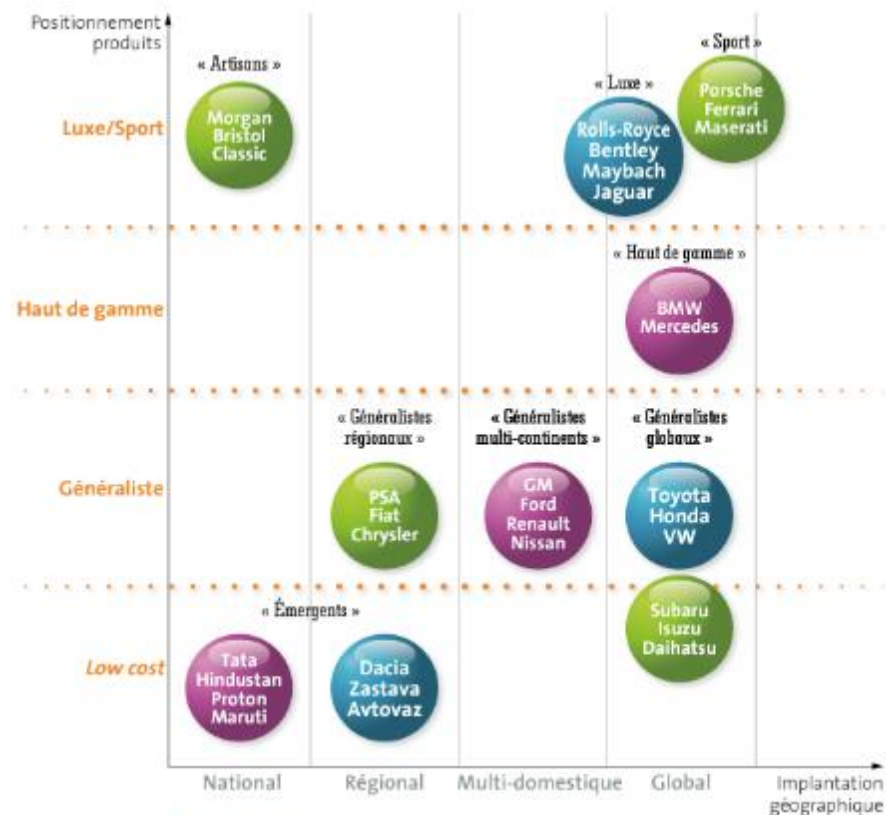 Positionnement
produits
« Sport »
« Artisans »
« Luxe »
Porsche
Ferrari
Maserati
Morgan
Bristol
Classic
Luxe/Sport
Rolls-Royce
Bentley
Maybach
Jaguar
« Haut de gamme »
Haut de gamme
BMW
Mercedes
« Généralistes
régionaux »
« Généralistes
multi-continents »
« Généralistes
globaux »
Généraliste
PSA
Fiat
Chrysler
GM
Ford
Renault
Nissan
Toyota
Honda
VW
« Émergents »
Subaru
Isuzu
Daihatsu
Low cost
Tata
Hindustan
Proton
Maruti
Dacia
Zastava
Avtovaz
National
Régional
Multi-domestique
Global
Implantation
géographique